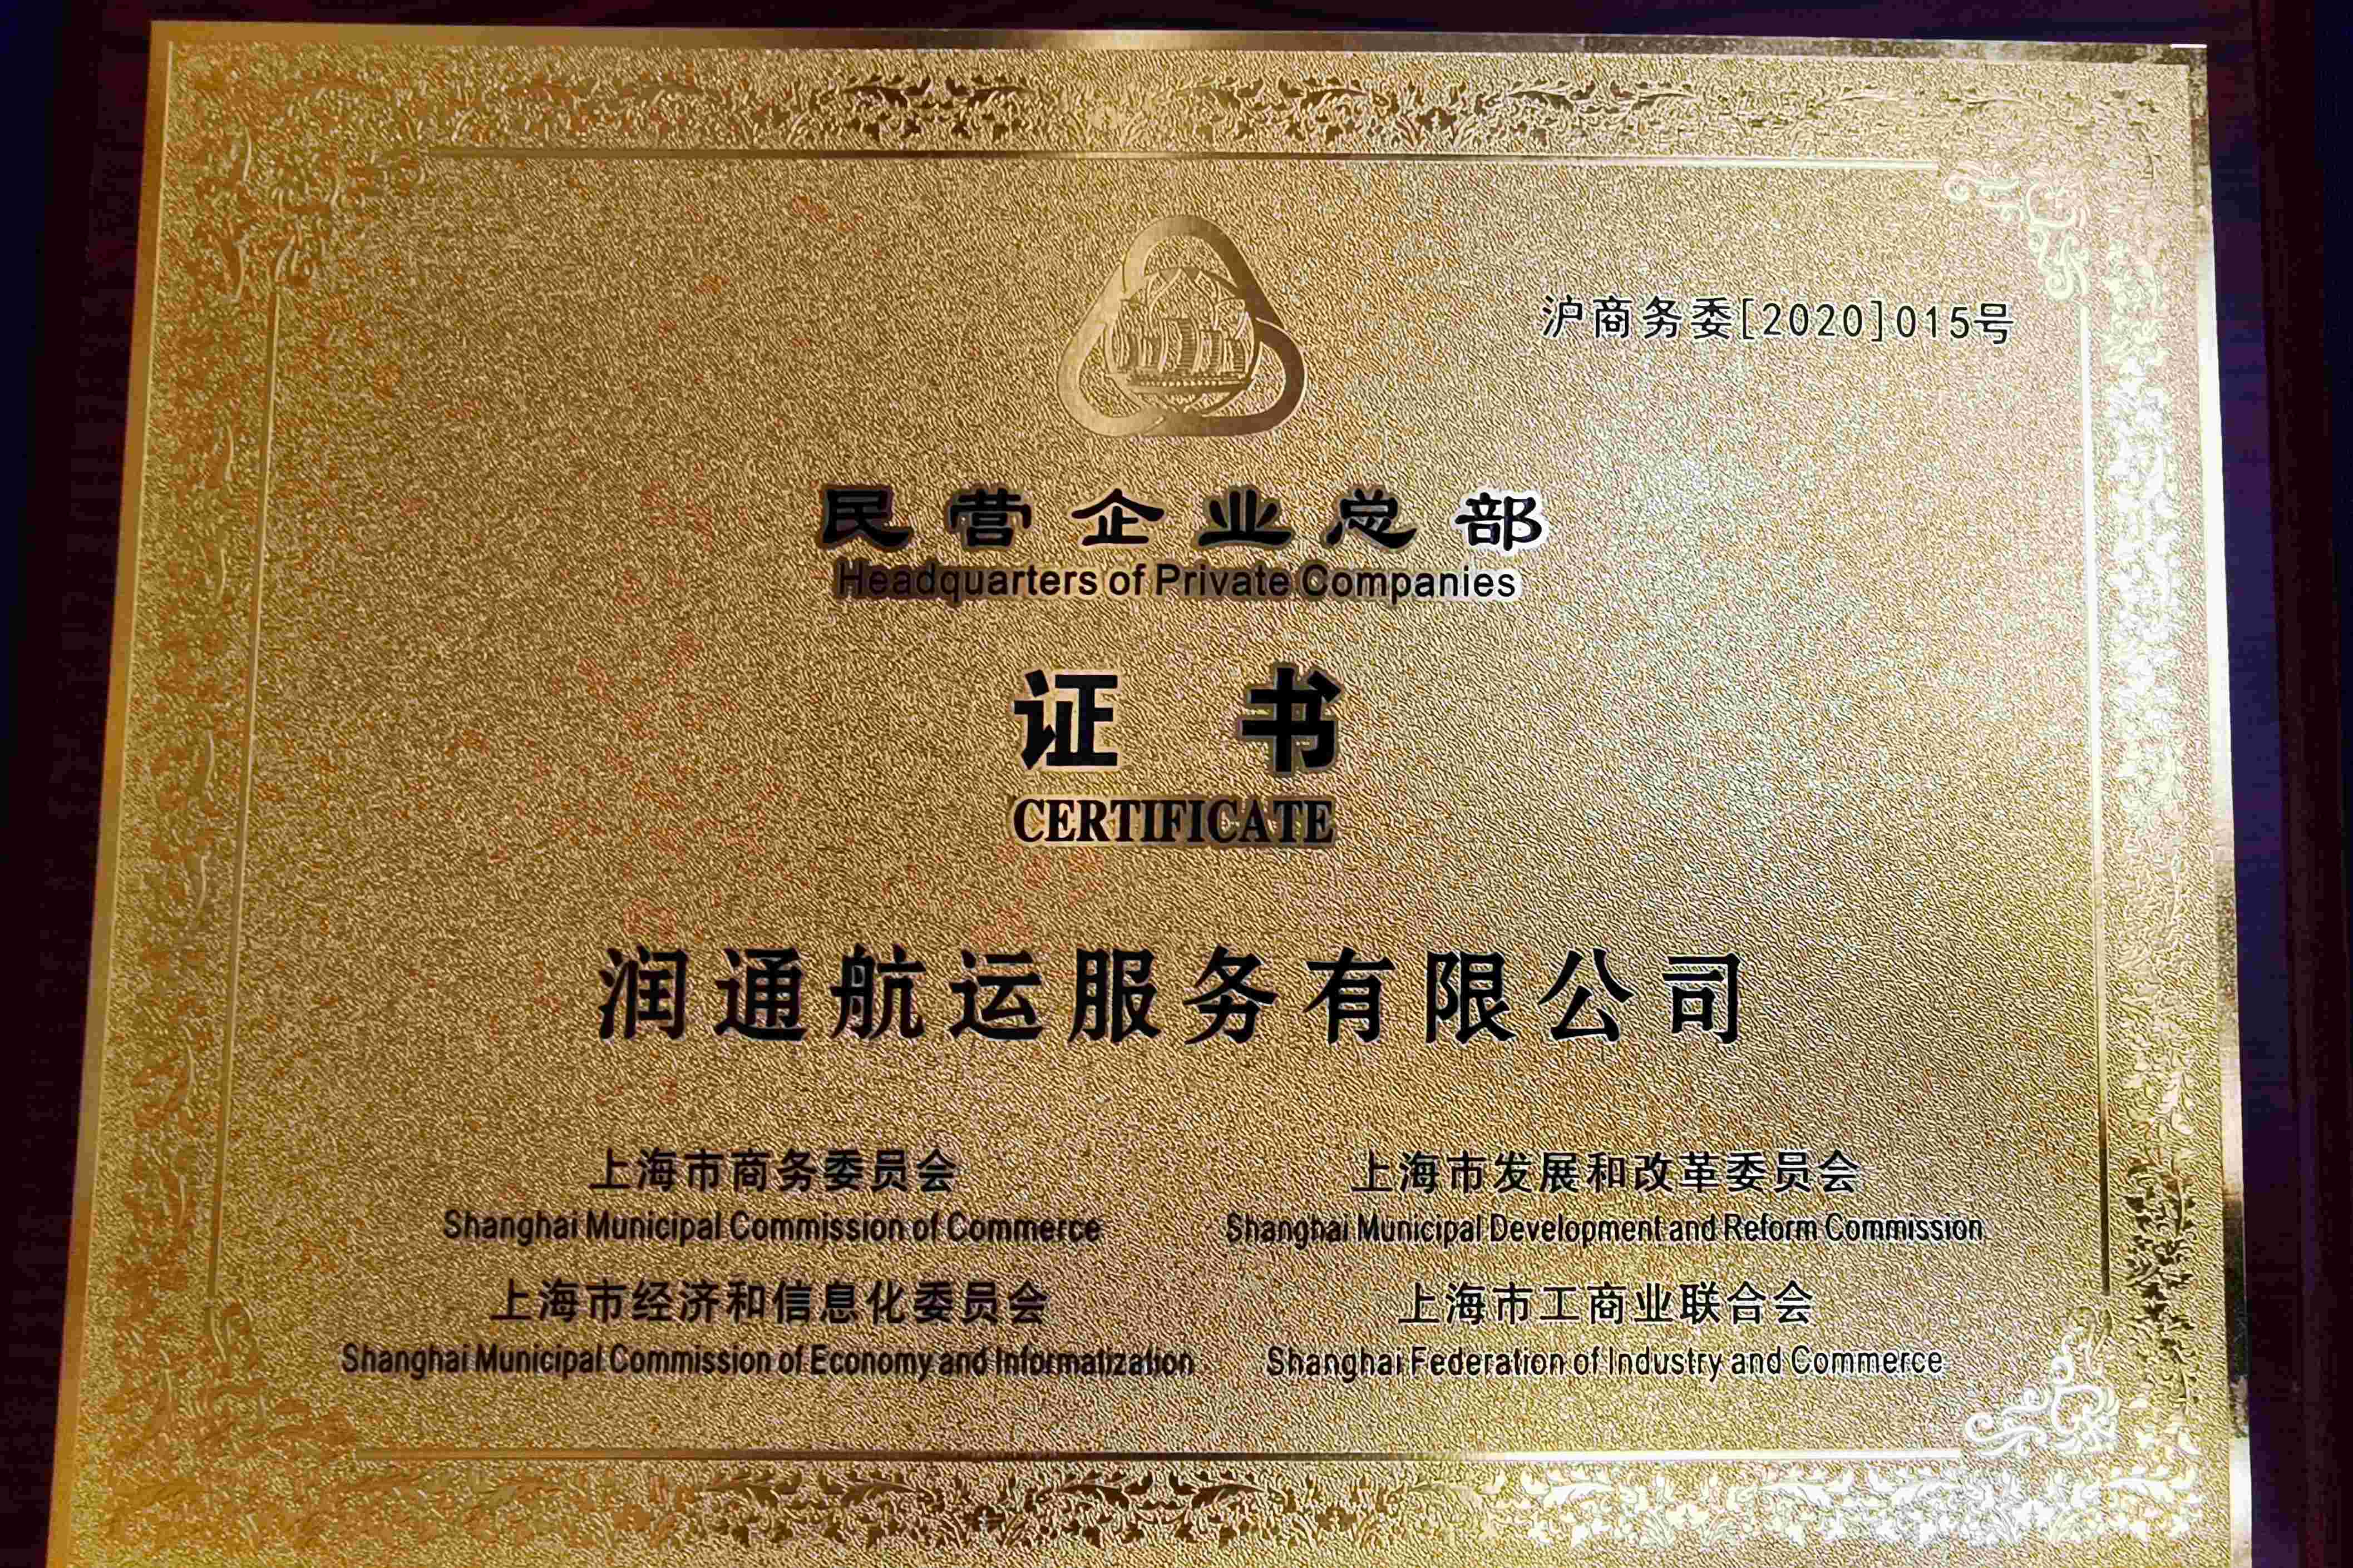 沪商务委[2020]015号
民营企业总部
Headquarters of Private Companies
证书
CERTIFICATE
润通航运服务有限公司
上海市商务委员会
Shanghai Municipal Commission of Commerce
上海市发展和改革委员会
Shanghai Municipal Development and Reform Commission
上海市经济和信息化委员会
Shanghai Municipal Commission of Economy and Informatization
上海市工商业联合会
Shanghai Federation of Industry and Commerce